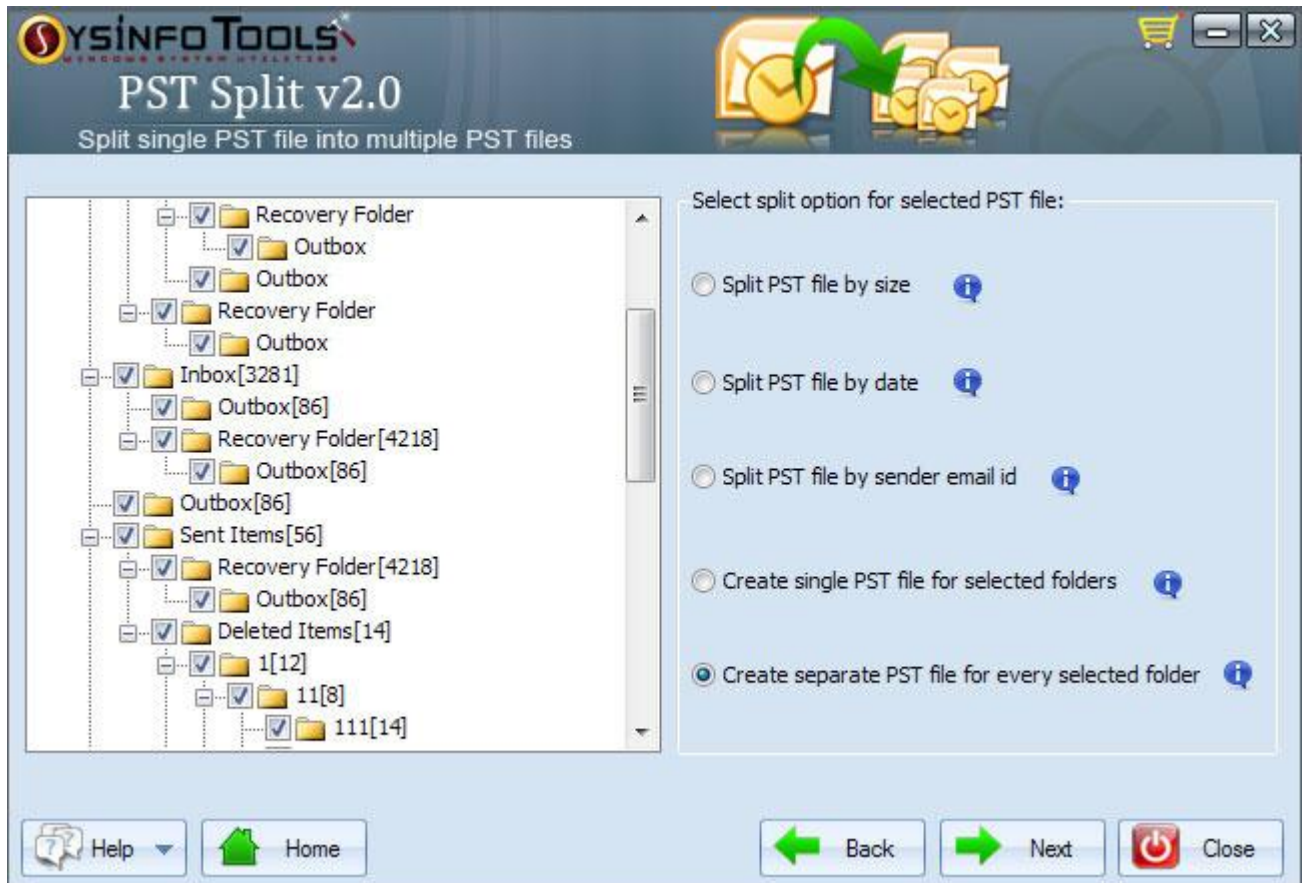 SYSINFO TOOLS
WINDOWS SYSTEM UTILITIES
PST Split v2.0
Split single PST file into multiple PST files
Recovery Folder
Outbox
Outbox
Recovery Folder
Outbox
Inbox[3281]
Outbox[86]
Recovery Folder[4218]
Outbox[86]
Outbox[86]
Sent Items[56]
Recovery Folder[4218]
Outbox[86]
Deleted Items[14]
1[12]
11[8]
111[14]
Select split option for selected PST file:
Split PST file by size
Split PST file by date
Split PST file by sender email id
Create single PST file for selected folders
Create separate PST file for every selected folder
Help
Home
Back
Next
Close